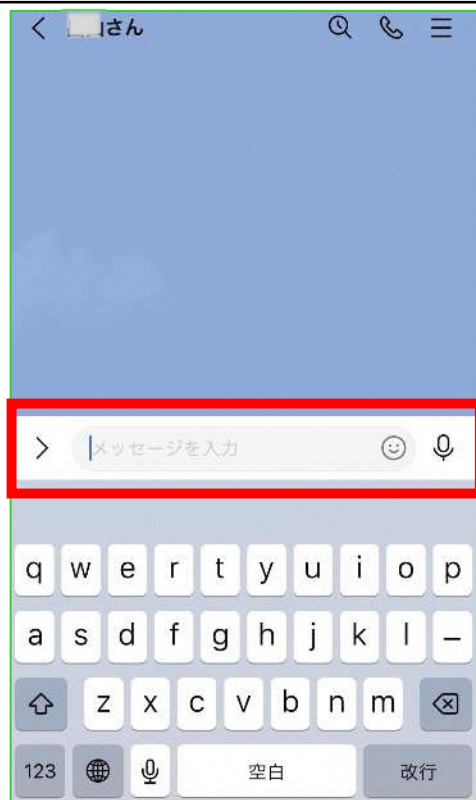 さん
メッセージを入力
q w e r t y u i o p
a s d f g h j k l ー
z x c v b n m
123 空白 改行